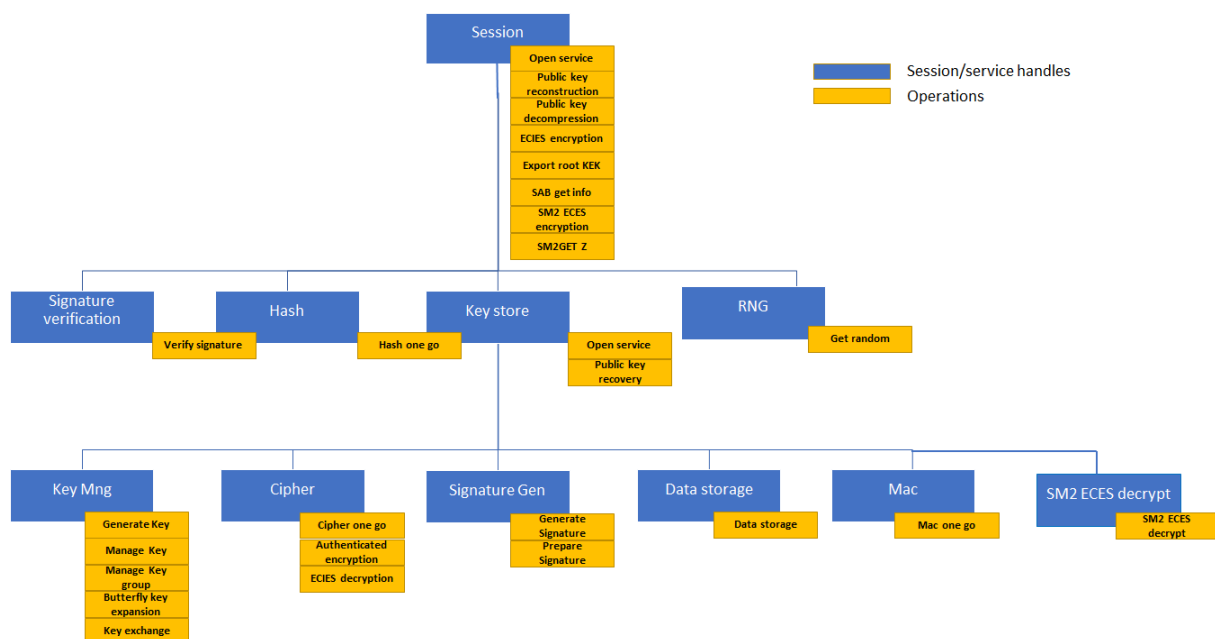 Session
Open service
Public key
reconstruction
Public key
decompression
ECIES encryption
Export root KEK
SAB get info
SM2 ECES
encryption
SM2GET Z
Session/service handles
Operations
Signature
verification
Verify signature
Hash
Hash one go
Key store
Open service
Public key
recovery
RNG
Get random
Key Mng
Generate Key
Manage Key
Manage Key
group
Butterfly key
expansion
Key exchange
Cipher
Cipher one go
Authenticated
encryption
ECIES decryption
Signature Gen
Generate
Signature
Prepare
Signature
Data storage
Data storage
Mac
Mac one go
SM2 ECES decrypt
SM2 ECES
decrypt